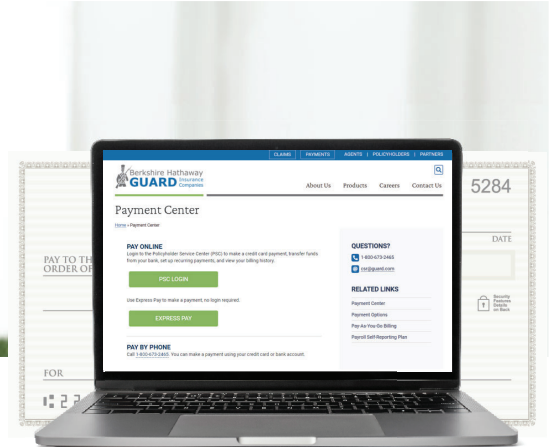 CLAIMS PAYMENTS AGENTS | POLICYHOLDERS | PARTNERS
Berkshire Hathaway
GUARD Insurance Companies
About Us Products Careers Contact Us
Payment Center
Home » Payment Center
PAY ONLINE
Login to the Policyholder Service Center (PSC) to make a credit card payment, transfer funds
from your bank, set up recurring payments, and view your billing history.
PSC LOGIN
Use Express Pay to make a payment, no login required.
EXPRESS PAY
PAY BY PHONE
Call 1-800-673-2465. You can make a payment using your credit card or bank account.
QUESTIONS?
1-800-673-2465
csr@guard.com
RELATED LINKS
Payment Center
Payment Options
Pay-As-You-Go Billing
Payroll Self-Reporting Plan
5284
DATE
PAY TO TH
ORDER OF
Security
Features
Details
on Back
FOR